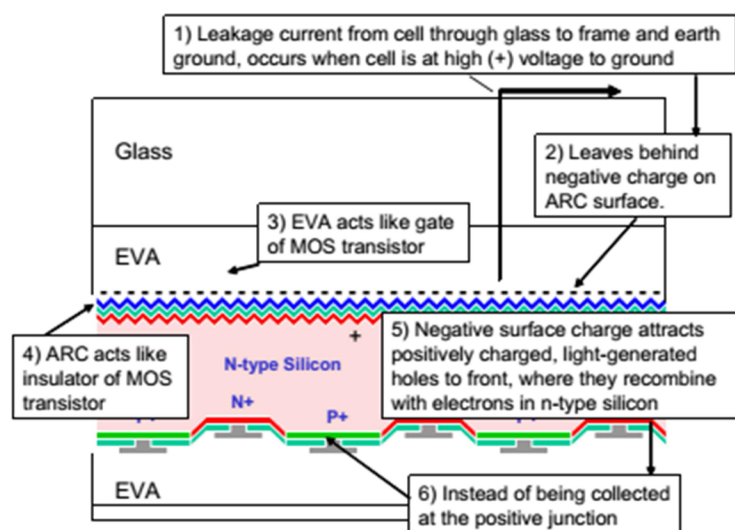 1) Leakage current from cell through glass to frame and earth
ground, occurs when cell is at high (+) voltage to ground
Glass
2) Leaves behind
negative charge on
ARC surface.
3) EVA acts like gate
of MOS transistor
EVA
4) ARC acts like
insulator of MOS
transistor
+
N-type Silicon
N+
P+
5) Negative surface charge attracts
positively charged, light-generated
holes to front, where they recombine
with electrons in n-type silicon
EVA
6) Instead of being collected
at the positive junction